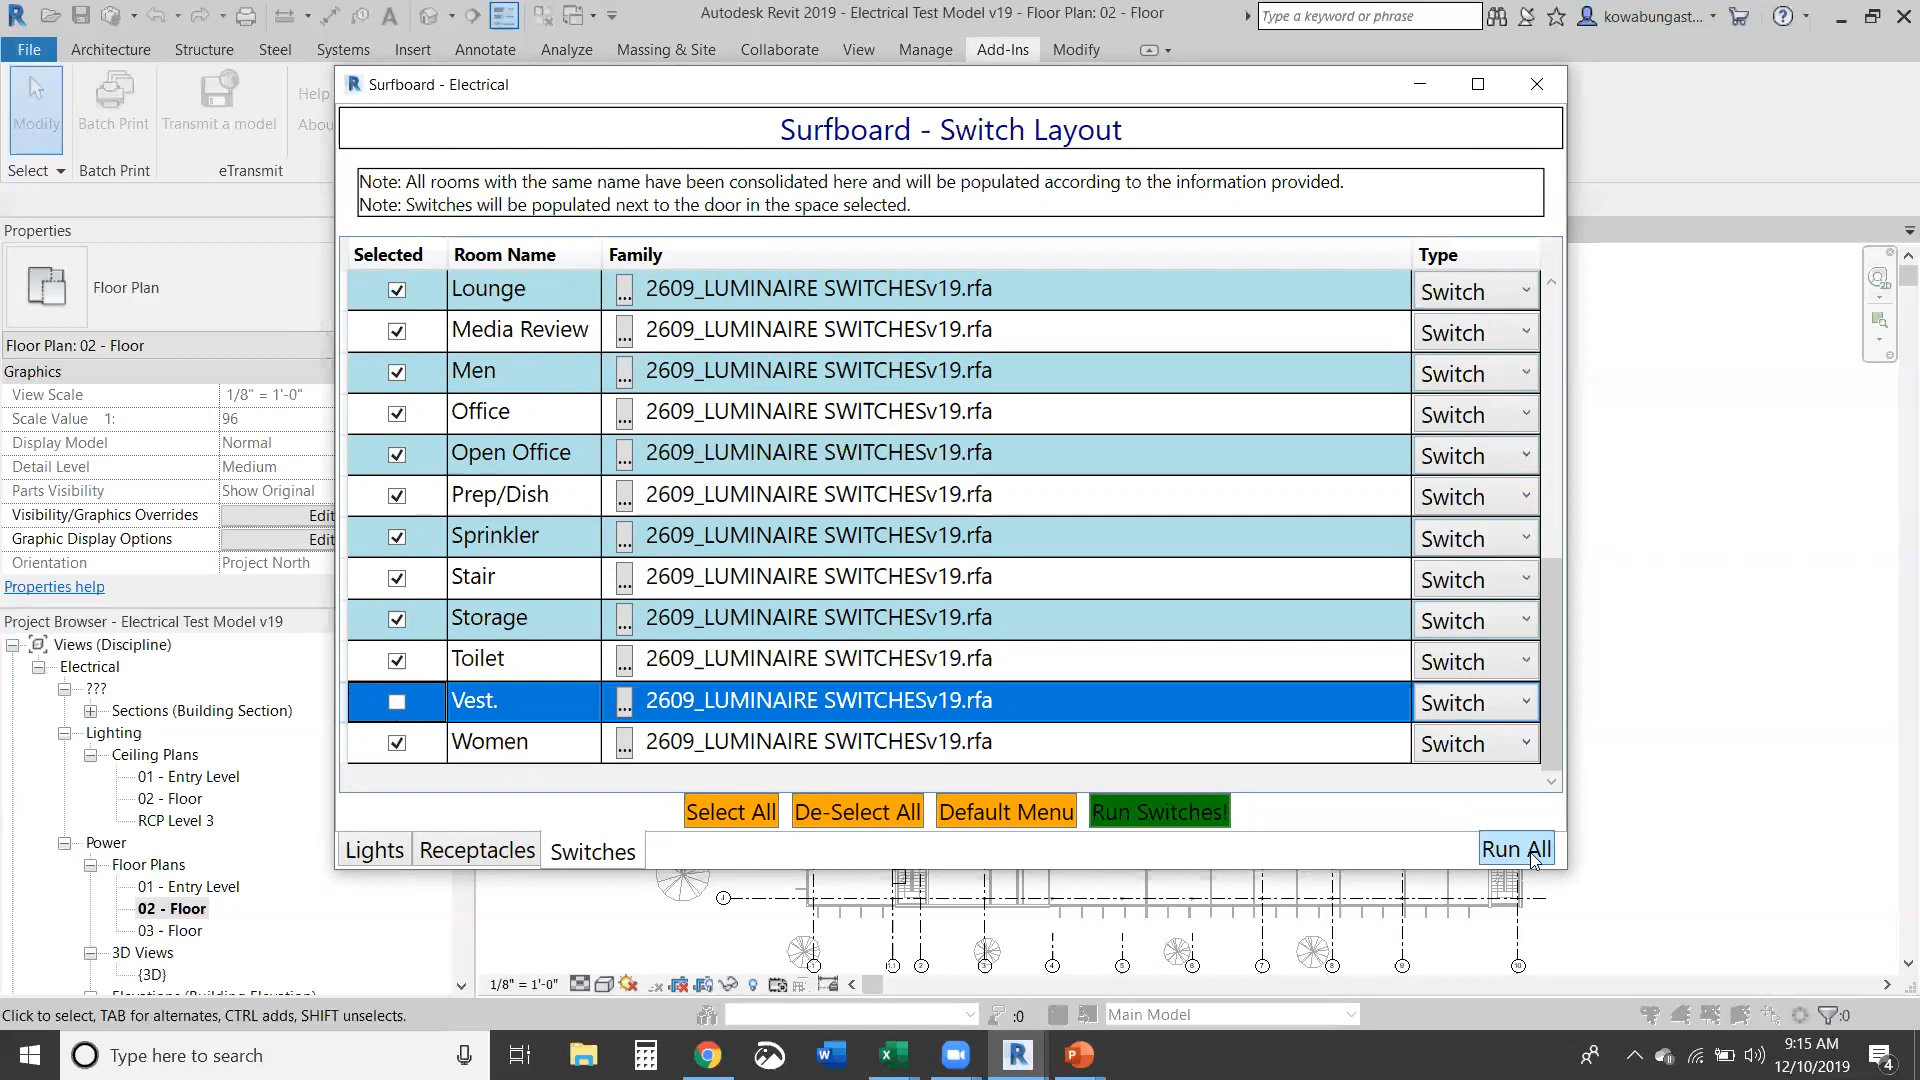 Autodesk Revit 2019 - Electrical Test Model v19 - Floor Plan: 02 - Floor
Type a keyword or phrase
kowabungast...
File Architecture Structure Steel Systems Insert Annotate Analyze Massing & Site Collaborate View Manage Add-Ins Modify
Modify
Batch Print
Transmit a model
Help
Abou
Select
Batch Print
eTransmit
Surfboard - Electrical
Surfboard - Switch Layout
Note: All rooms with the same name have been consolidated here and will be populated according to the information provided.
Note: Switches will be populated next to the door in the space selected.
Selected Room Name Family Type
Lounge ... 2609_LUMINAIRE SWITCHESv19.rfa Switch
Media Review ... 2609_LUMINAIRE SWITCHESv19.rfa Switch
Men ... 2609_LUMINAIRE SWITCHESv19.rfa Switch
Office ... 2609_LUMINAIRE SWITCHESv19.rfa Switch
Open Office ... 2609_LUMINAIRE SWITCHESv19.rfa Switch
Prep/Dish ... 2609_LUMINAIRE SWITCHESv19.rfa Switch
Sprinkler ... 2609_LUMINAIRE SWITCHESv19.rfa Switch
Stair ... 2609_LUMINAIRE SWITCHESv19.rfa Switch
Storage ... 2609_LUMINAIRE SWITCHESv19.rfa Switch
Toilet ... 2609_LUMINAIRE SWITCHESv19.rfa Switch
Vest. ... 2609_LUMINAIRE SWITCHESv19.rfa Switch
Women ... 2609_LUMINAIRE SWITCHESv19.rfa Switch
Select All De-Select All Default Menu Run Switches!
Lights Receptacles Switches Run All
Properties
Floor Plan
Floor Plan: 02 - Floor
Graphics
View Scale 1/8" = 1'-0"
Scale Value 1: 96
Display Model Normal
Detail Level Medium
Parts Visibility Show Original
Visibility/Graphics Overrides Edit
Graphic Display Options Edit
Orientation Project North
Properties help
Project Browser - Electrical Test Model v19
Views (Discipline)
Electrical
???
Sections (Building Section)
Lighting
Ceiling Plans
01 - Entry Level
02 - Floor
RCP Level 3
Power
Floor Plans
01 - Entry Level
02 - Floor
03 - Floor
3D Views
{3D}
1/8" = 1'-0"
Click to select, TAB for alternates, CTRL adds, SHIFT unselects.
:0
Main Model
:0
Type here to search
9:15 AM
12/10/2019
4